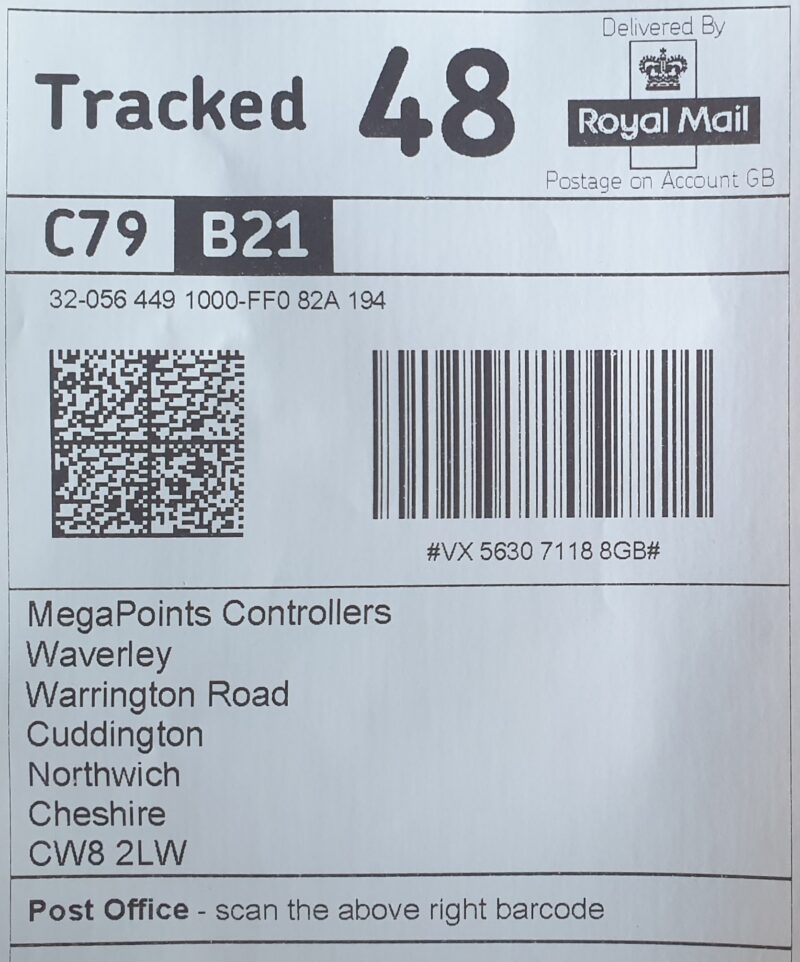 Delivered By
Tracked 48
Royal Mail
Postage on Account GB
C79 B21
32-056 449 1000-FF0 82A 194
#VX 5630 7118 8GB#
MegaPoints Controllers
Waverley
Warrington Road
Cuddington
Northwich
Cheshire
CW8 2LW
Post Office - scan the above right barcode